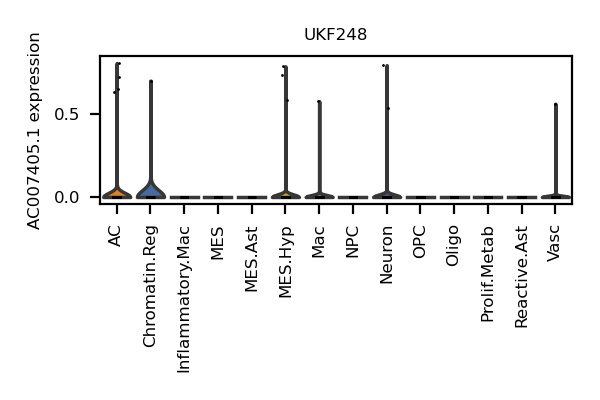 UKF248
AC007405.1 expression
0.5
0.0
AC
Chromatin.Reg
Inflammatory.Mac
MES
MES.Ast
MES.Hyp
Mac
NPC
Neuron
OPC
Oligo
Prolif.Metab
Reactive.Ast
Vasc